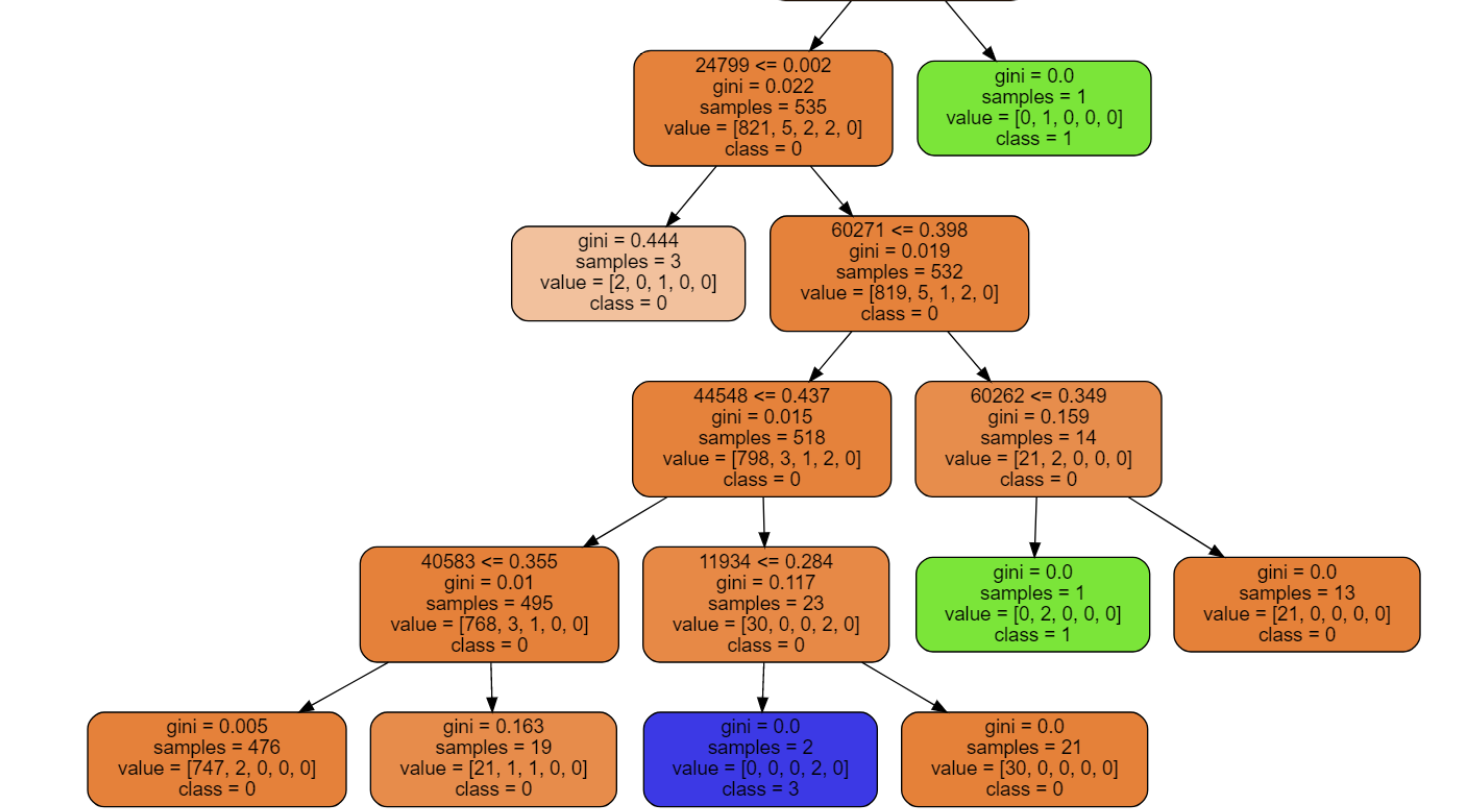 24799 <= 0.002
gini = 0.022
samples = 535
value = [821, 5, 2, 2, 0]
class = 0
gini = 0.0
samples = 1
value = [0, 1, 0, 0, 0]
class = 1
gini = 0.444
samples = 3
value = [2, 0, 1, 0, 0]
class = 0
60271 <= 0.398
gini = 0.019
samples = 532
value = [819, 5, 1, 2, 0]
class = 0
44548 <= 0.437
gini = 0.015
samples = 518
value = [798, 3, 1, 2, 0]
class = 0
60262 <= 0.349
gini = 0.159
samples = 14
value = [21, 2, 0, 0, 0]
class = 0
40583 <= 0.355
gini = 0.01
samples = 495
value = [768, 3, 1, 0, 0]
class = 0
11934 <= 0.284
gini = 0.117
samples = 23
value = [30, 0, 0, 2, 0]
class = 0
gini = 0.0
samples = 1
value = [0, 2, 0, 0, 0]
class = 1
gini = 0.0
samples = 13
value = [21, 0, 0, 0, 0]
class = 0
gini = 0.005
samples = 476
value = [747, 2, 0, 0, 0]
class = 0
gini = 0.163
samples = 19
value = [21, 1, 1, 0, 0]
class = 0
gini = 0.0
samples = 2
value = [0, 0, 0, 2, 0]
class = 3
gini = 0.0
samples = 21
value = [30, 0, 0, 0, 0]
class = 0